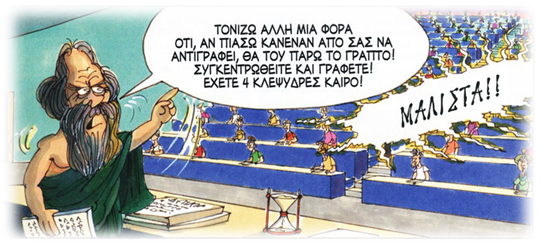 ΤΟΝΙΖΩ ΑΛΛΗ ΜΙΑ ΦΟΡΑ
ΟΤΙ, ΑΝ ΠΙΑΣΩ ΚΑΝΕΝΑΝ ΑΠΟ ΣΑΣ ΝΑ
ΑΝΤΙΓΡΑΦΕΙ, ΘΑ ΤΟΥ ΠΑΡΩ ΤΟ ΓΡΑΠΤΟ!
ΣΥΓΚΕΝΤΡΩΘΕΙΤΕ ΚΑΙ ΓΡΑΦΕΤΕ!
ΕΧΕΤΕ 4 ΚΛΕΨΥΔΡΕΣ ΚΑΙΡΟ!
ΜΑΛΙΣΤΑ!!